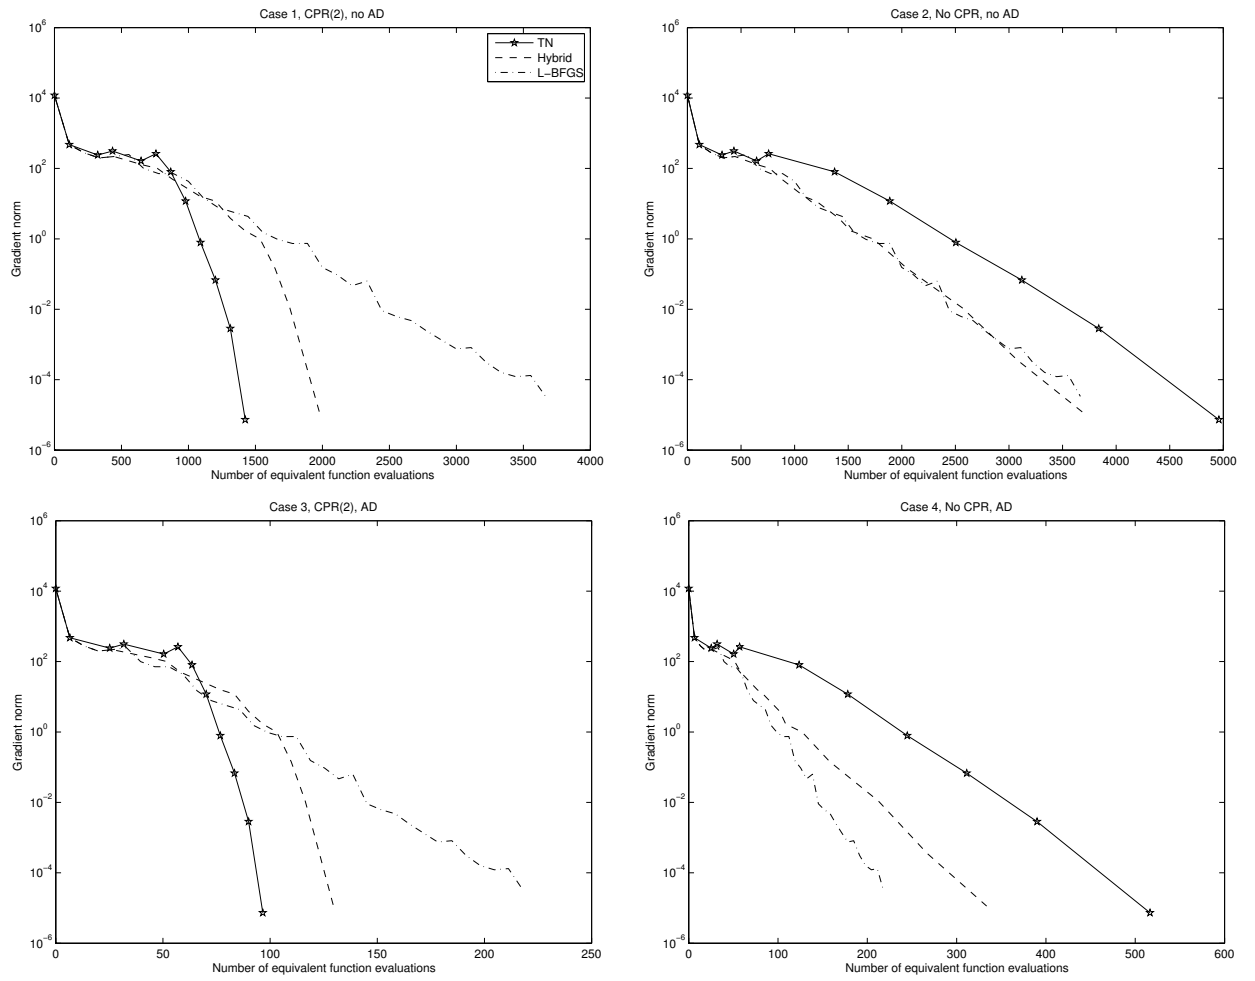 Case 1, CPR(2), no AD
10^6
10^4
10^2
10^0
10^−2
10^−4
10^−6
Gradient norm
TN
Hybrid
L−BFGS
0 500 1000 1500 2000 2500 3000 3500 4000
Number of equivalent function evaluations
Case 2, No CPR, no AD
10^6
10^4
10^2
10^0
10^−2
10^−4
10^−6
Gradient norm
0 500 1000 1500 2000 2500 3000 3500 4000 4500 5000
Number of equivalent function evaluations
Case 3, CPR(2), AD
10^6
10^4
10^2
10^0
10^−2
10^−4
10^−6
Gradient norm
0 50 100 150 200 250
Number of equivalent function evaluations
Case 4, No CPR, AD
10^6
10^4
10^2
10^0
10^−2
10^−4
10^−6
Gradient norm
0 100 200 300 400 500 600
Number of equivalent function evaluations